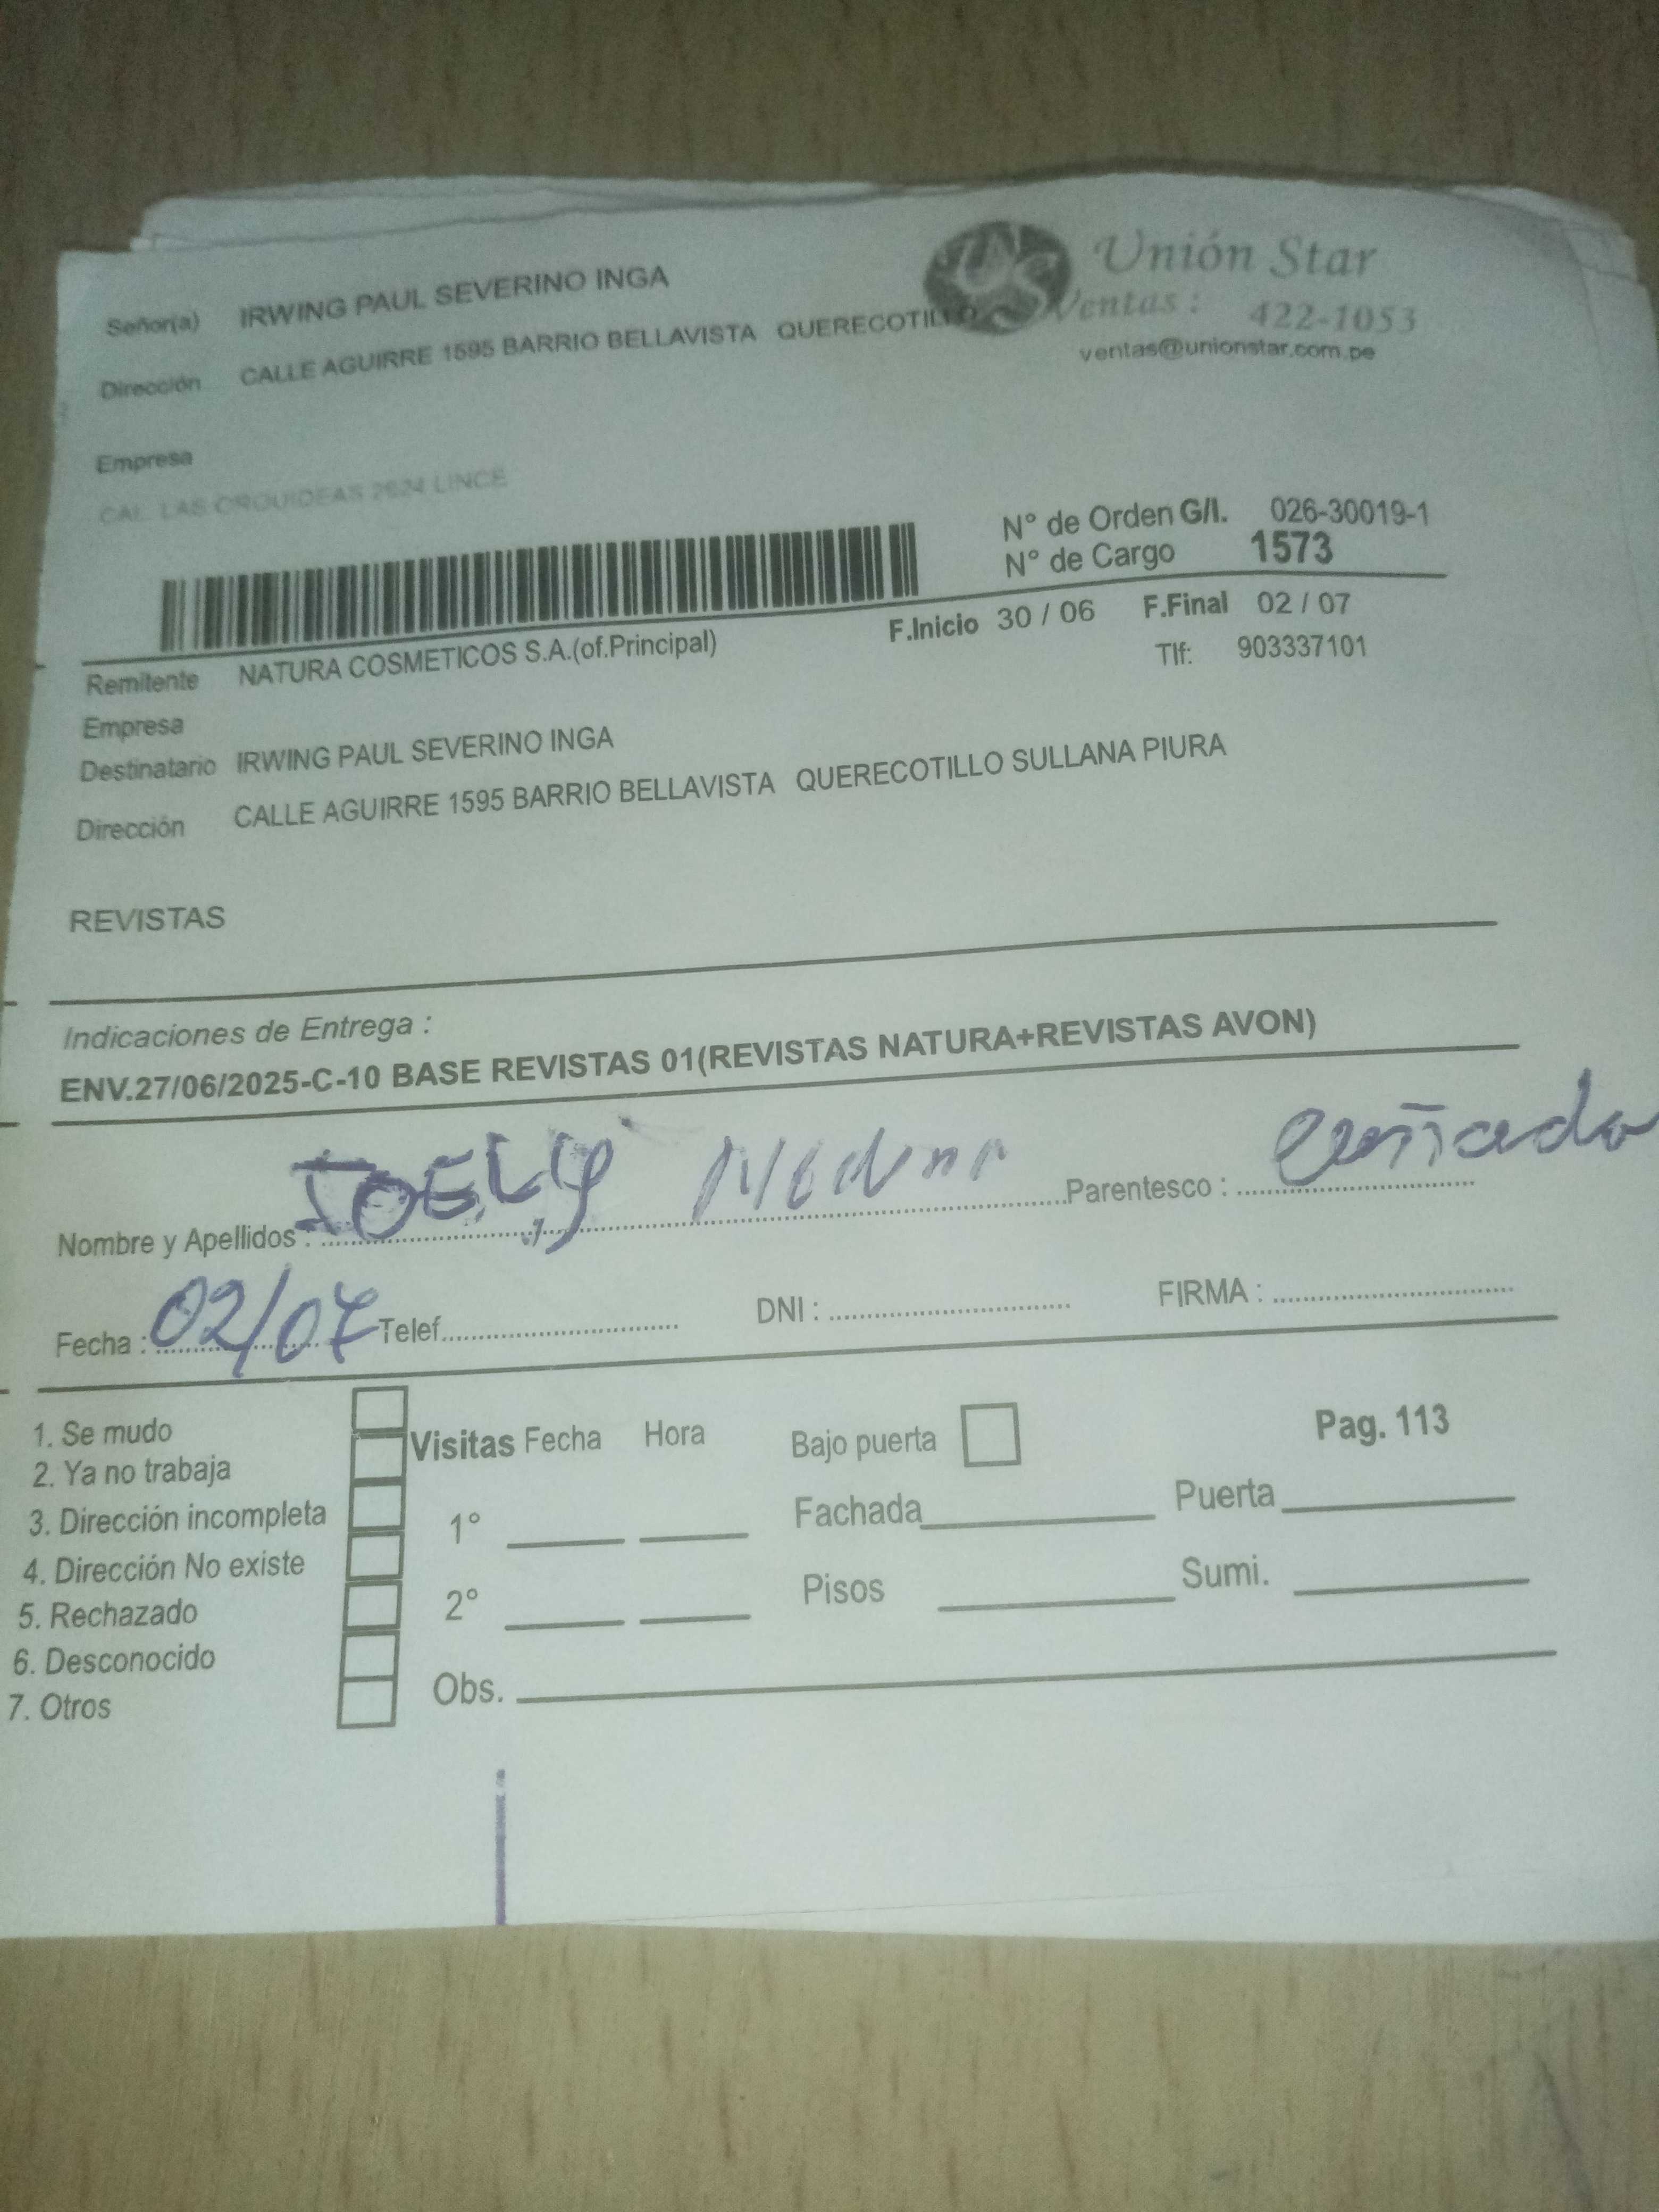 Señor(a) IRWING PAUL SEVERINO INGA
Unión Star
Ventas : 422-1053
ventas@unionstar.com.pe
Dirección CALLE AGUIRRE 1595 BARRIO BELLAVISTA QUERECOTILLO
Empresa
CAL. LAS ORQUIDEAS 2624 LINCE
N° de Orden G/I. 026-30019-1
N° de Cargo 1573
F.Inicio 30 / 06 F.Final 02 / 07
Remitente NATURA COSMETICOS S.A.(of.Principal) Tlf: 903337101
Empresa
Destinatario IRWING PAUL SEVERINO INGA
Dirección CALLE AGUIRRE 1595 BARRIO BELLAVISTA QUERECOTILLO SULLANA PIURA
REVISTAS
Indicaciones de Entrega :
ENV.27/06/2025-C-10 BASE REVISTAS 01(REVISTAS NATURA+REVISTAS AVON)
Nombre y Apellidos : JOELY Parentesco : Cuñado
Fecha : 02/07 Telef. DNI : FIRMA :
1. Se mudo
2. Ya no trabaja
3. Dirección incompleta
4. Dirección No existe
5. Rechazado
6. Desconocido
7. Otros
Visitas Fecha Hora
1°
2°
Obs.
Bajo puerta Pag. 113
Fachada Puerta
Pisos Sumi.